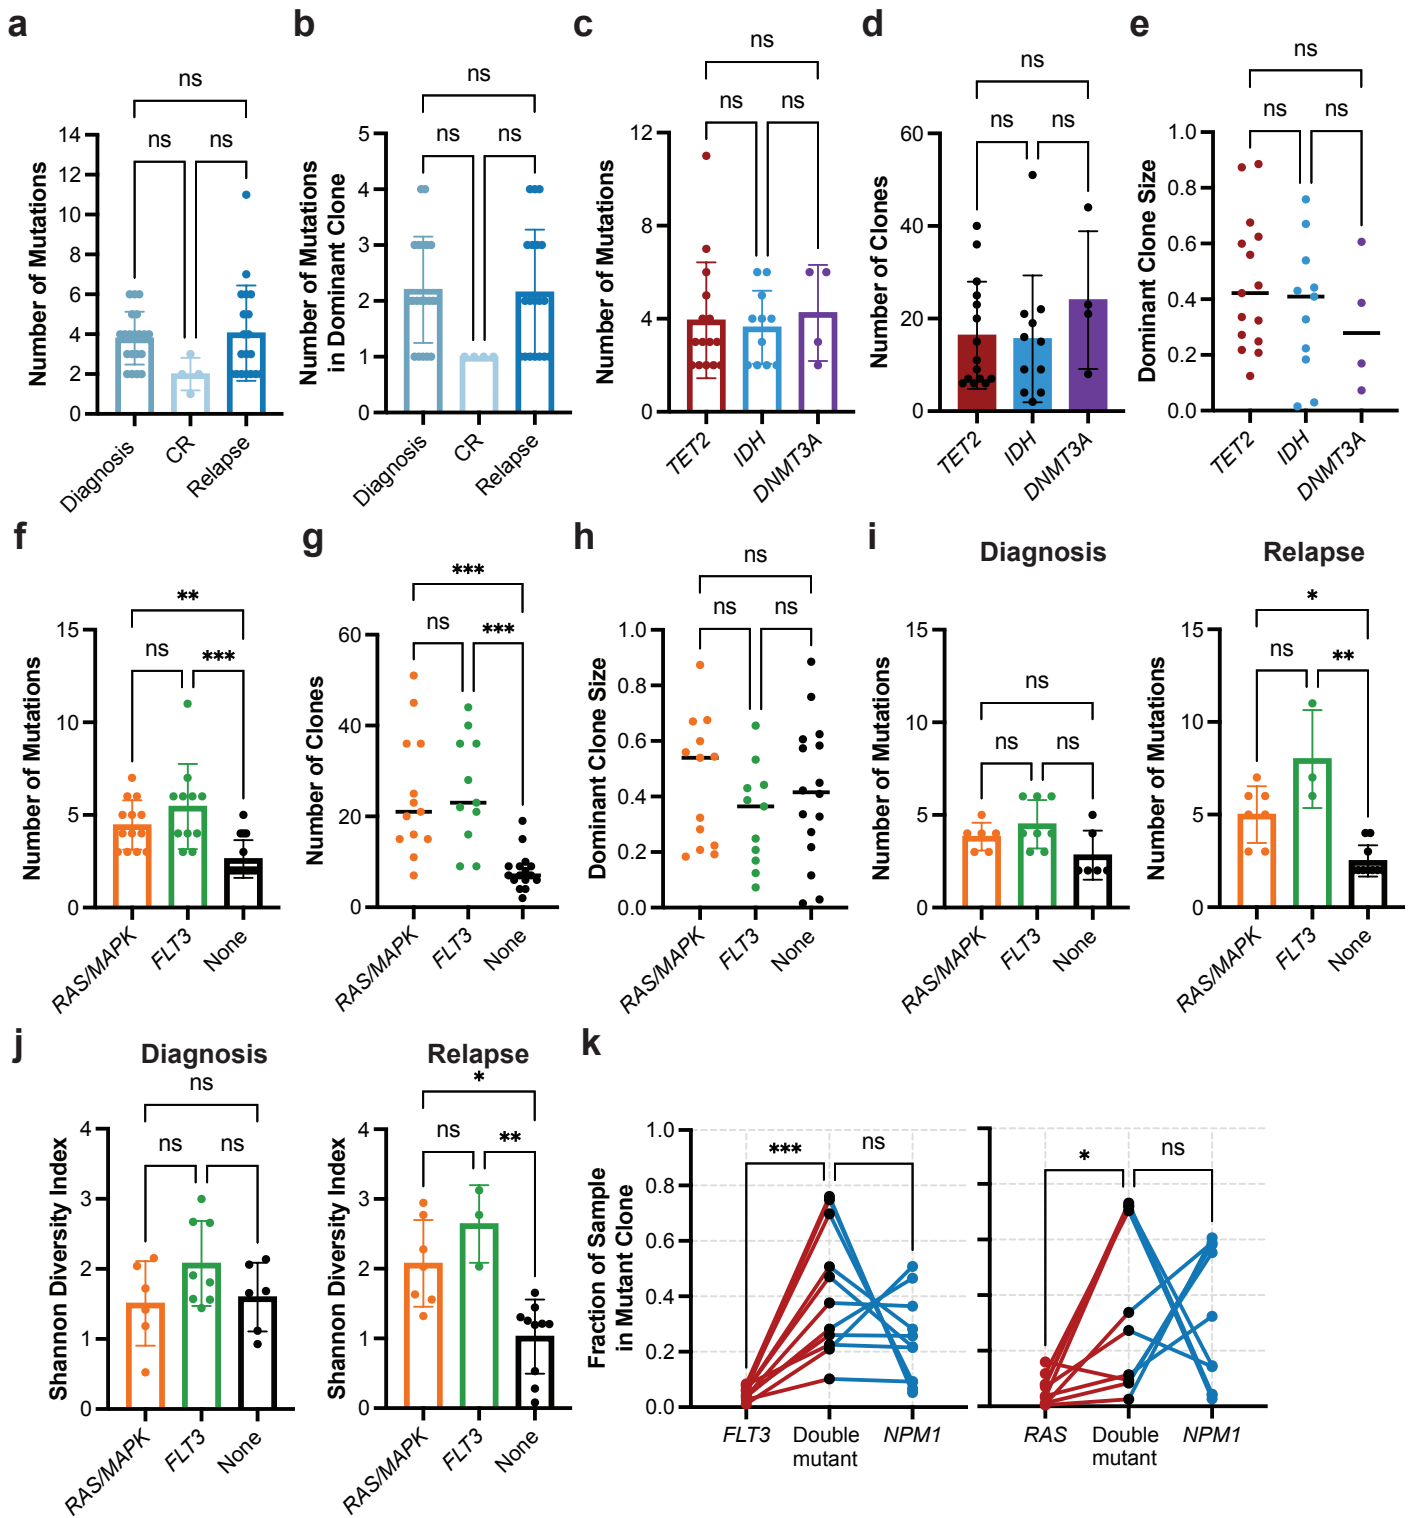 a
b
c
d
e
ns
ns
ns
14
12
10
8
6
4
2
0
Number of Mutations
Diagnosis
CR
Relapse
ns
ns
ns
5
4
3
2
1
0
Number of Mutations
in Dominant Clone
Diagnosis
CR
Relapse
ns
ns
ns
12
8
4
0
Number of Mutations
TET2
IDH
DNMT3A
ns
ns
ns
60
40
20
0
Number of Clones
TET2
IDH
DNMT3A
ns
ns
ns
1.0
0.8
0.6
0.4
0.2
0.0
Dominant Clone Size
TET2
IDH
DNMT3A
f
g
h
i
**
ns
***
15
10
5
0
Number of Mutations
RAS/MAPK
FLT3
None
***
ns
***
60
40
20
0
Number of Clones
RAS/MAPK
FLT3
None
ns
ns
ns
1.0
0.8
0.6
0.4
0.2
0.0
Dominant Clone Size
RAS/MAPK
FLT3
None
Diagnosis
ns
ns
ns
15
10
5
0
Number of Mutations
RAS/MAPK
FLT3
None
Relapse
*
ns
**
15
10
5
0
Number of Mutations
RAS/MAPK
FLT3
None
j
k
Diagnosis
ns
ns
ns
4
3
2
1
0
Shannon Diversity Index
RAS/MAPK
FLT3
None
Relapse
*
ns
**
4
3
2
1
0
Shannon Diversity Index
RAS/MAPK
FLT3
None
***
ns
1.0
0.8
0.6
0.4
0.2
0.0
Fraction of Sample
in Mutant Clone
FLT3
Double
mutant
NPM1
*
ns
RAS
Double
mutant
NPM1